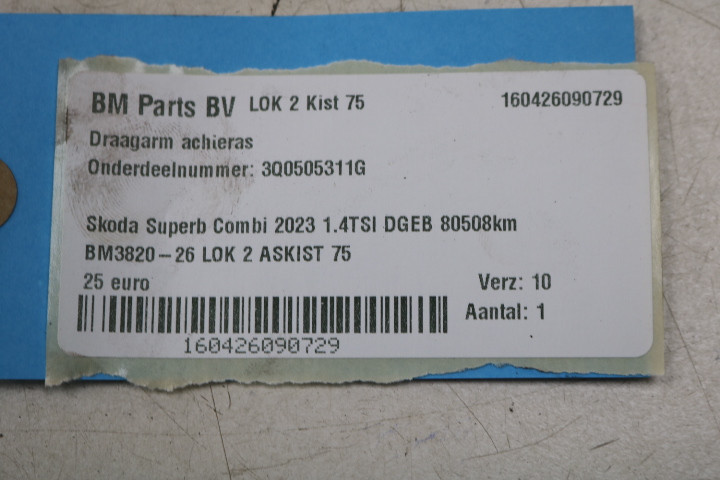 BM Parts BV LOK 2 Kist 75 160426090729
Draagarm achieras
Onderdeelnummer: 3Q0505311G
Skoda Superb Combi 2023 1.4TSI DGEB 80508km
BM3820-26 LOK 2 ASKIST 75
25 euro Verz: 10
Aantal: 1
160426090729